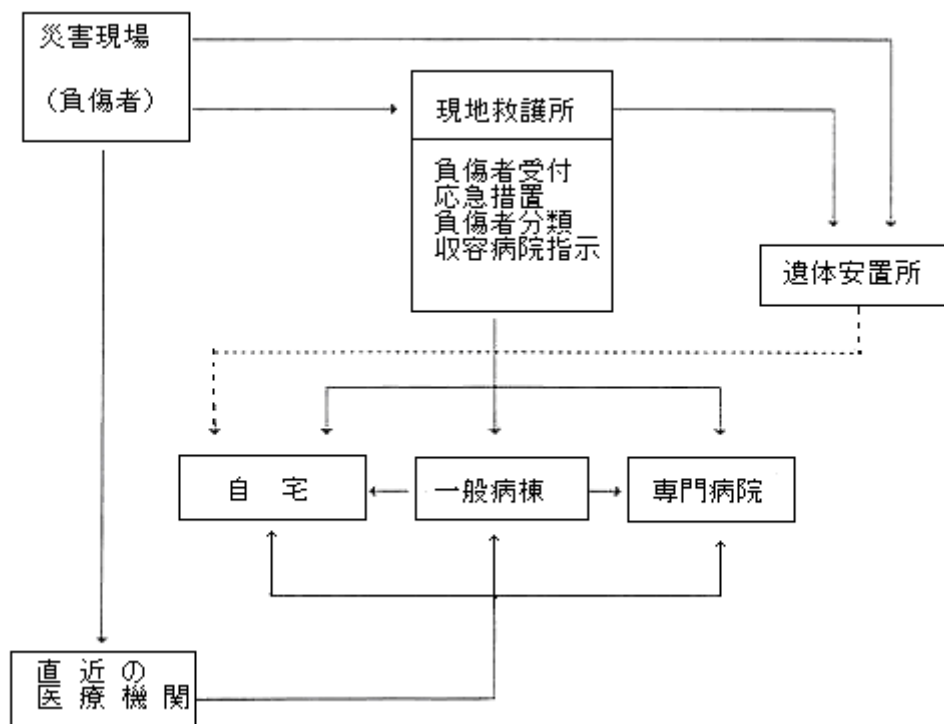 災害現場
（負傷者）
現地救護所
負傷者受付
応急措置
負傷者分類
収容病院指示
遺体安置所
自　宅
一般病棟
専門病院
直近の
医療機関